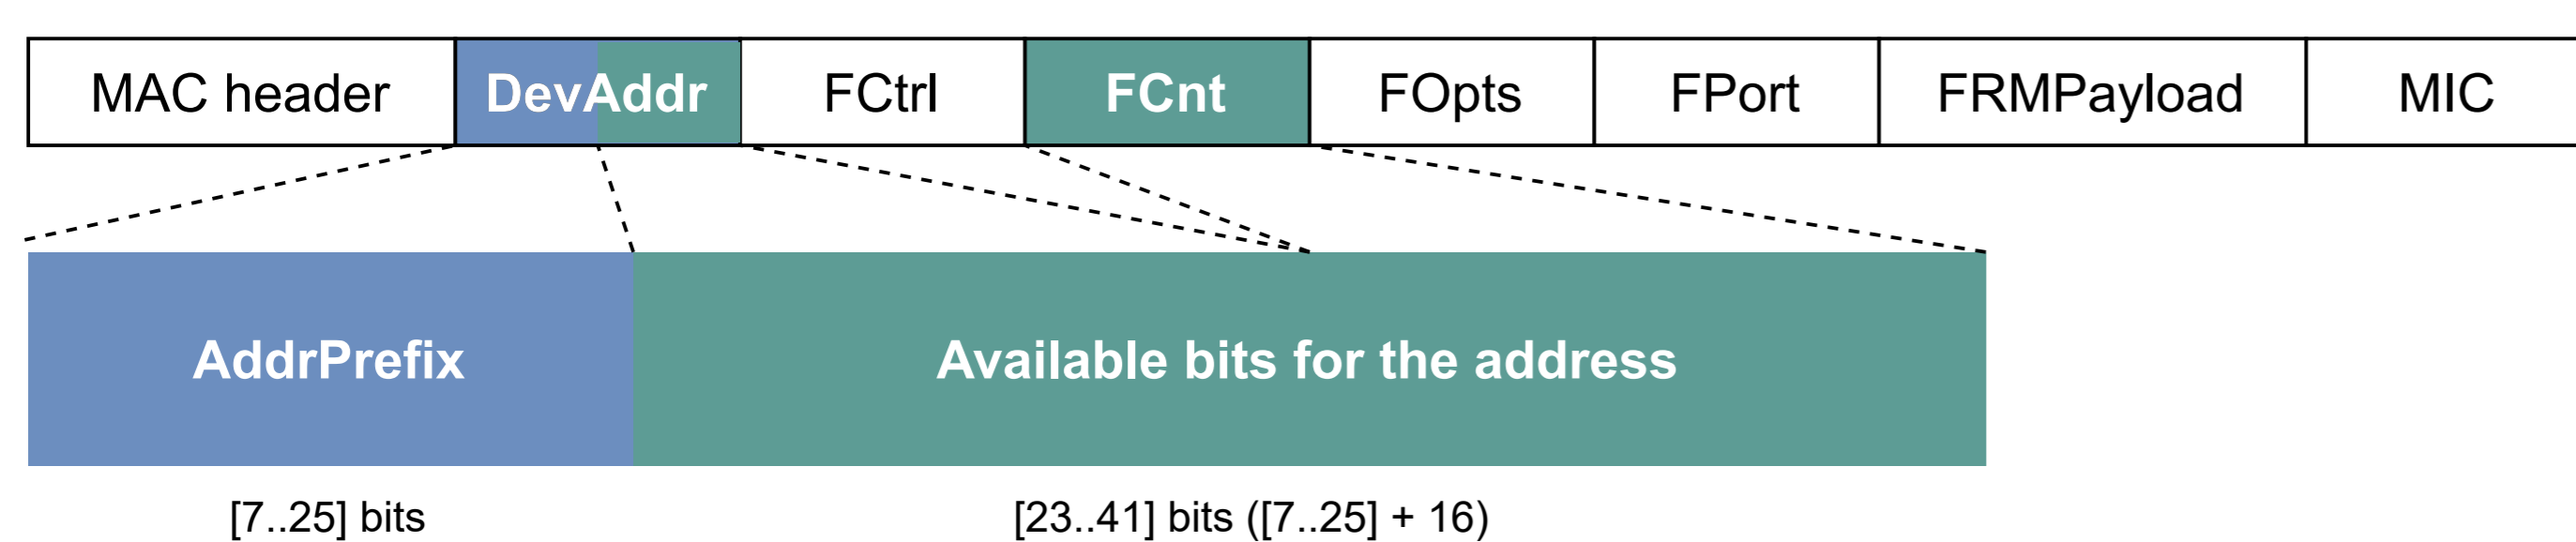 MAC header DevAddr FCtrl FCnt FOpts FPort FRMPayload MIC
AddrPrefix Available bits for the address
[7..25] bits [23..41] bits ([7..25] + 16)